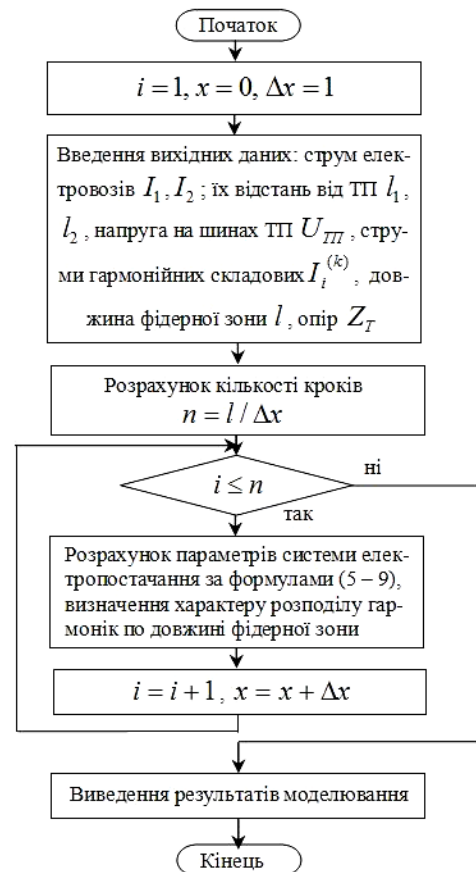 Початок
i = 1, x = 0, Δx = 1
Введення вихідних даних: струм елек-
тровозів I₁, I₂ ; їх відстань від ТП l₁,
l₂ , напруга на шинах ТП U_ТП , стру-
ми гармонійних складових I_i^(k) , дов-
жина фідерної зони l , опір Z_T
Розрахунок кількості кроків
n = l / Δx
i ≤ n
ні
так
Розрахунок параметрів системи елек-
тропостачання за формулами (5 – 9),
визначення характеру розподілу гар-
монік по довжині фідерної зони
i = i + 1 , x = x + Δx
Виведення результатів моделювання
Кінець